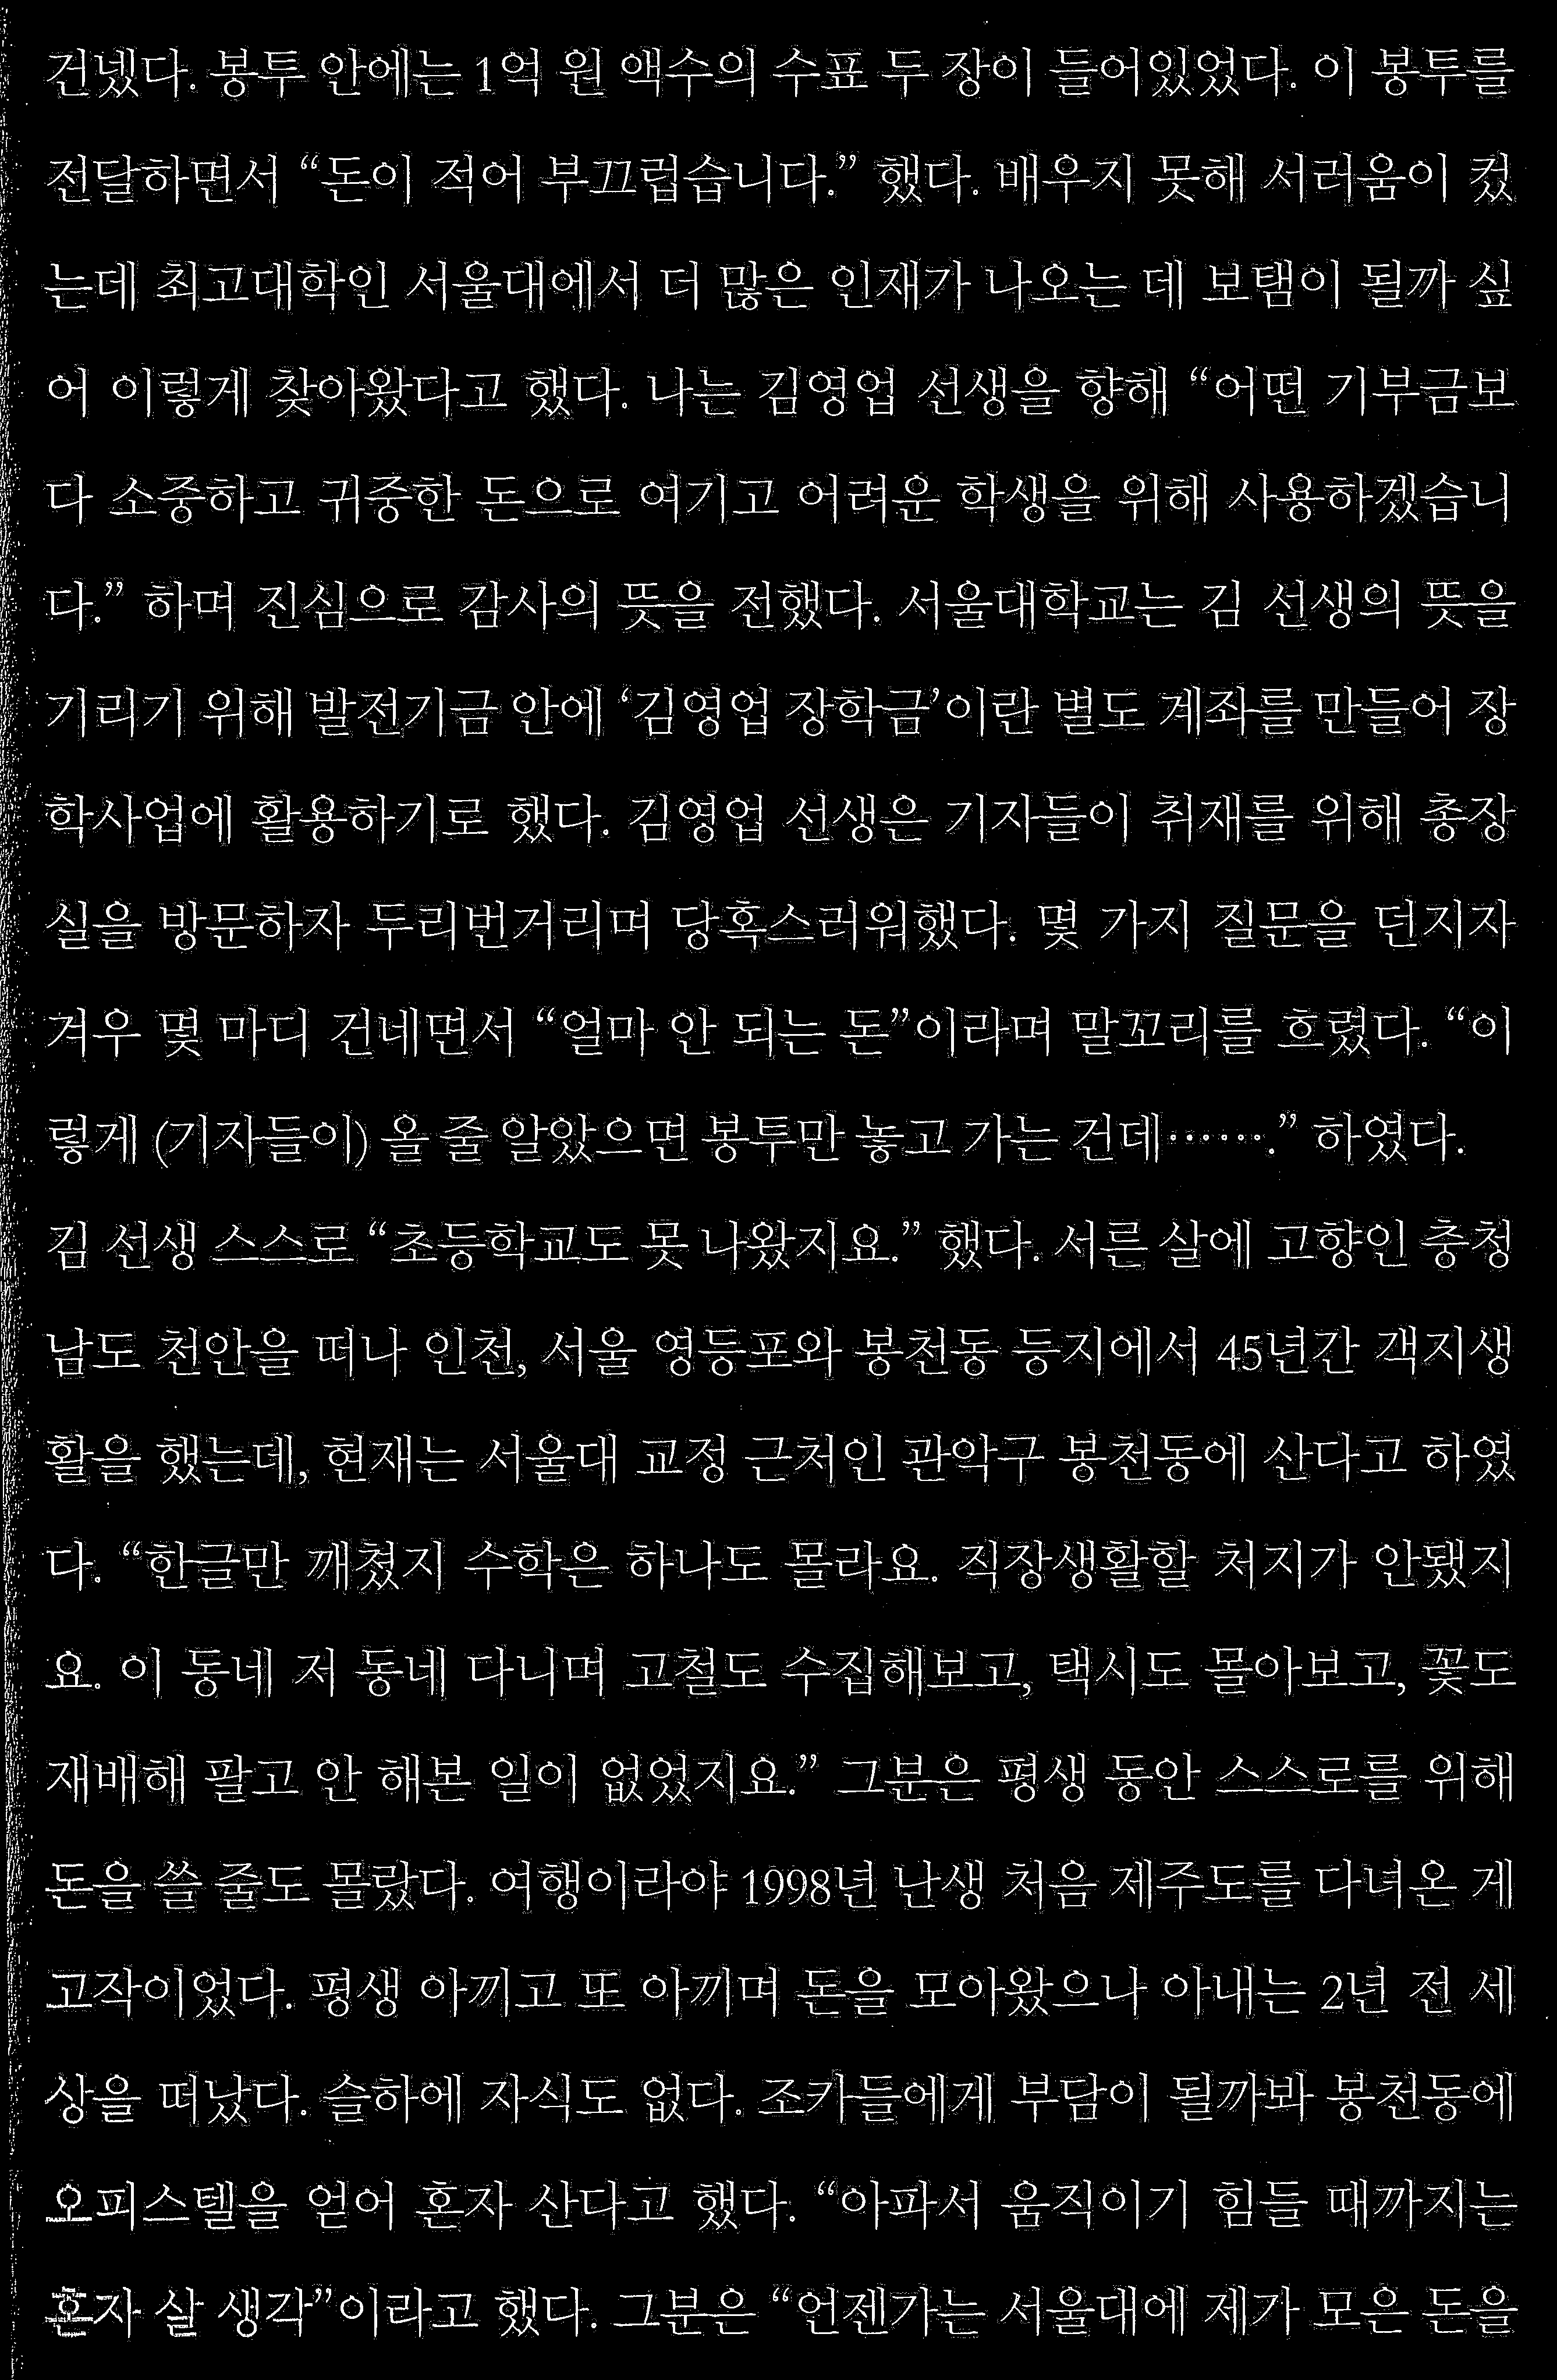 건넸다. 봉투 안에는 1억 원 액수의 수표 두 장이 들어있었다. 이 봉투를
전달하면서 “돈이 적어 부끄럽습니다.” 했다. 배우지 못해 서러움이 컸
는데 최고대학인 서울대에서 더 많은 인재가 나오는 데 보탬이 될까 싶
어 이렇게 찾아왔다고 했다. 나는 김영업 선생을 향해 “어떤 기부금보
다 소중하고 귀중한 돈으로 여기고 어려운 학생을 위해 사용하겠습니
다.” 하며 진심으로 감사의 뜻을 전했다. 서울대학교는 김 선생의 뜻을
기리기 위해 발전기금 안에 ‘김영업 장학금’이란 별도 계좌를 만들어 장
학사업에 활용하기로 했다. 김영업 선생은 기자들이 취재를 위해 총장
실을 방문하자 두리번거리며 당혹스러워했다. 몇 가지 질문을 던지자
겨우 몇 마디 건네면서 “얼마 안 되는 돈”이라며 말꼬리를 흐렸다. “이
렇게 (기자들이) 올 줄 알았으면 봉투만 놓고 가는 건데…….” 하였다.
김 선생 스스로 “초등학교도 못 나왔지요.” 했다. 서른 살에 고향인 충청
남도 천안을 떠나 인천, 서울 영등포와 봉천동 등지에서 45년간 객지생
활을 했는데, 현재는 서울대 교정 근처인 관악구 봉천동에 산다고 하였
다. “한글만 깨쳤지 수학은 하나도 몰라요. 직장생활할 처지가 안됐지
요. 이 동네 저 동네 다니며 고철도 수집해보고, 택시도 몰아보고, 꽃도
재배해 팔고 안 해본 일이 없었지요.” 그분은 평생 동안 스스로를 위해
돈을 쓸 줄도 몰랐다. 여행이라야 1998년 난생 처음 제주도를 다녀온 게
고작이었다. 평생 아끼고 또 아끼며 돈을 모아왔으나 아내는 2년 전 세
상을 떠났다. 슬하에 자식도 없다. 조카들에게 부담이 될까봐 봉천동에
오피스텔을 얻어 혼자 산다고 했다. “아파서 움직이기 힘들 때까지는
혼자 살 생각”이라고 했다. 그분은 “언젠가는 서울대에 제가 모은 돈을